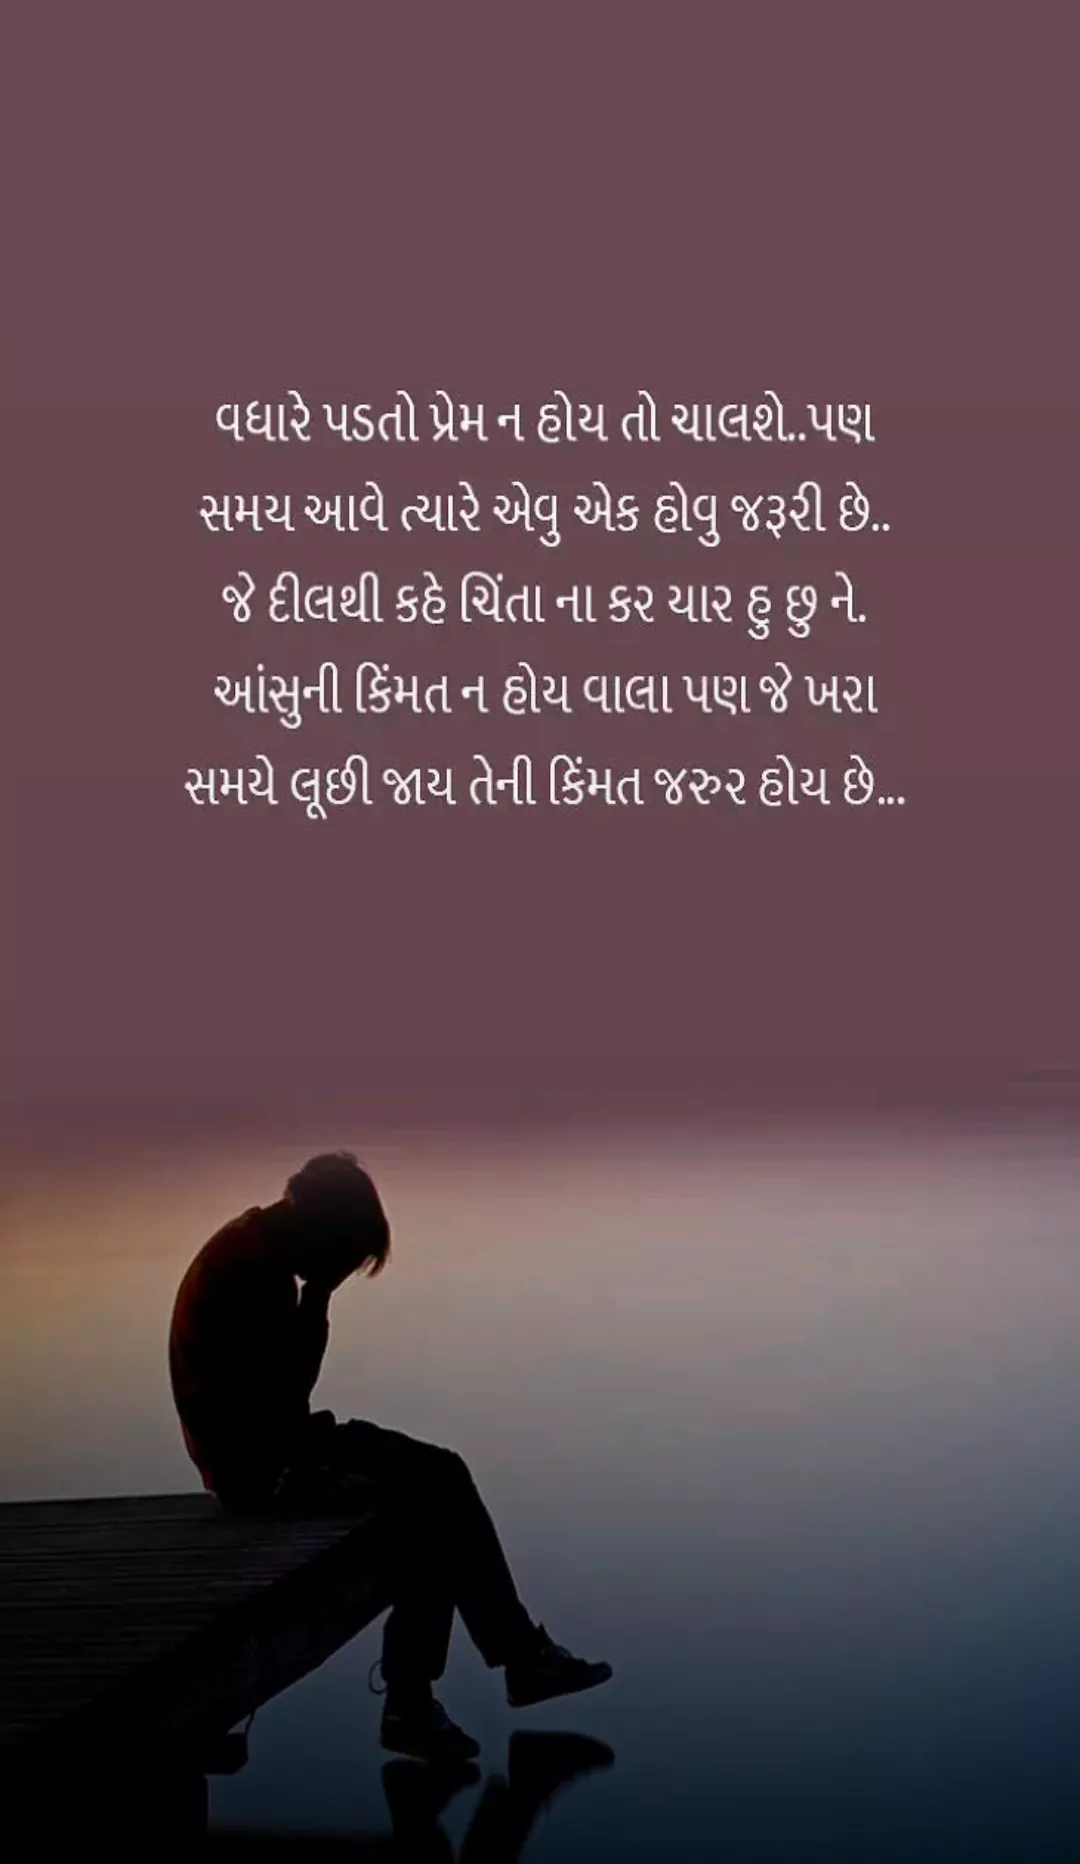 વધારે પડતો પ્રેમ ન હોય તો ચાલશે..પણ
સમય આવે ત્યારે એવુ એક હોવુ જરૂરી છે..
જે દીલથી કહે ચિંતા ના કર યાર હુ છુ ને.
આંસુની કિંમત ન હોય વાલા પણ જે ખરા
સમયે લૂછી જાય તેની કિંમત જરુર હોય છે...